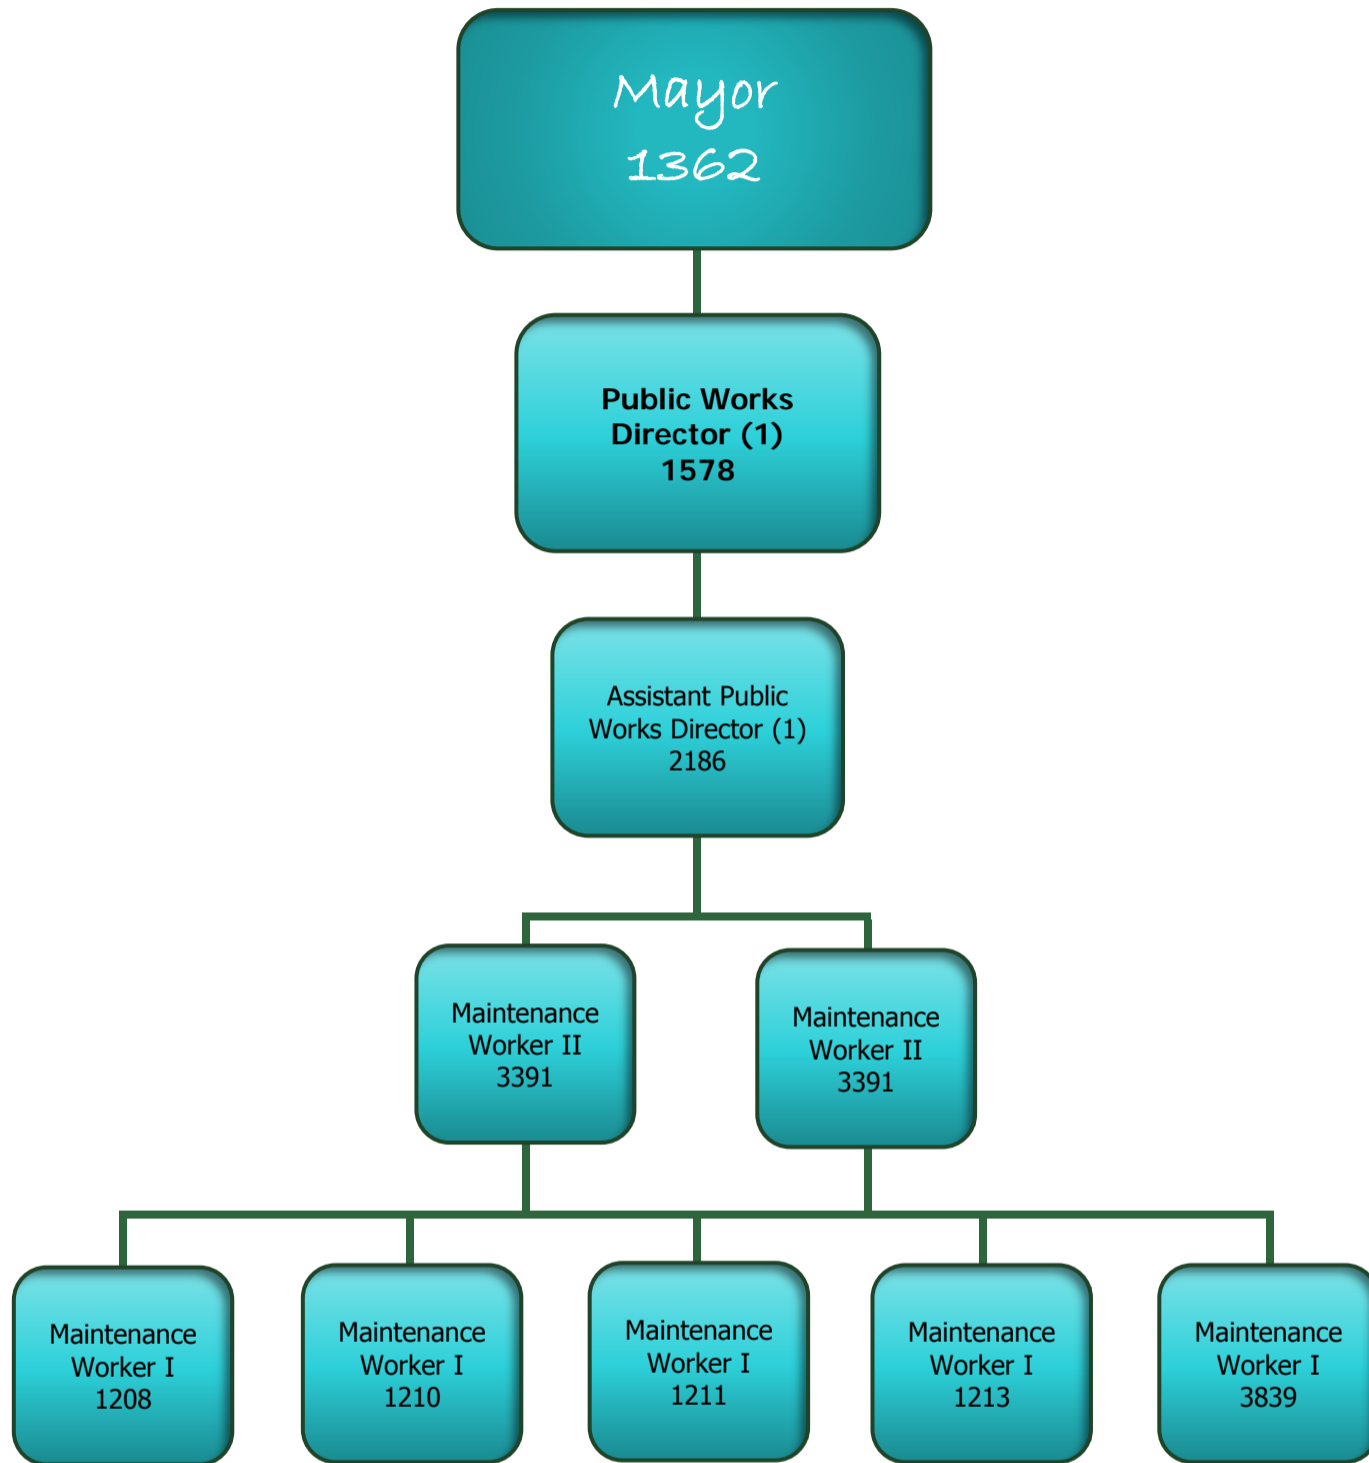 Mayor
1362
Public Works
Director (1)
1578
Assistant Public
Works Director (1)
2186
Maintenance
Worker II
3391
Maintenance
Worker II
3391
Maintenance
Worker I
1208
Maintenance
Worker I
1210
Maintenance
Worker I
1211
Maintenance
Worker I
1213
Maintenance
Worker I
3839